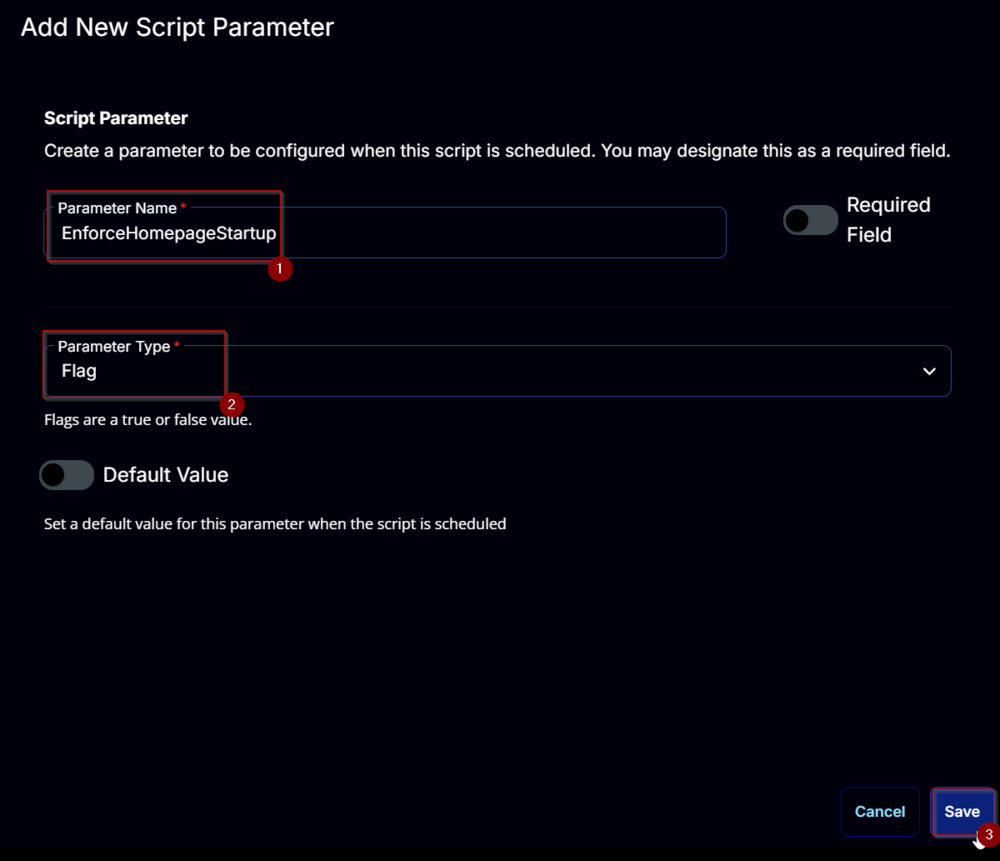 Add New Script Parameter
Script Parameter
Create a parameter to be configured when this script is scheduled. You may designate this as a required field.
Parameter Name *
EnforceHomepageStartup
1
Required
Field
Parameter Type *
Flag
2
Flags are a true or false value.
Default Value
Set a default value for this parameter when the script is scheduled
Cancel
Save
3